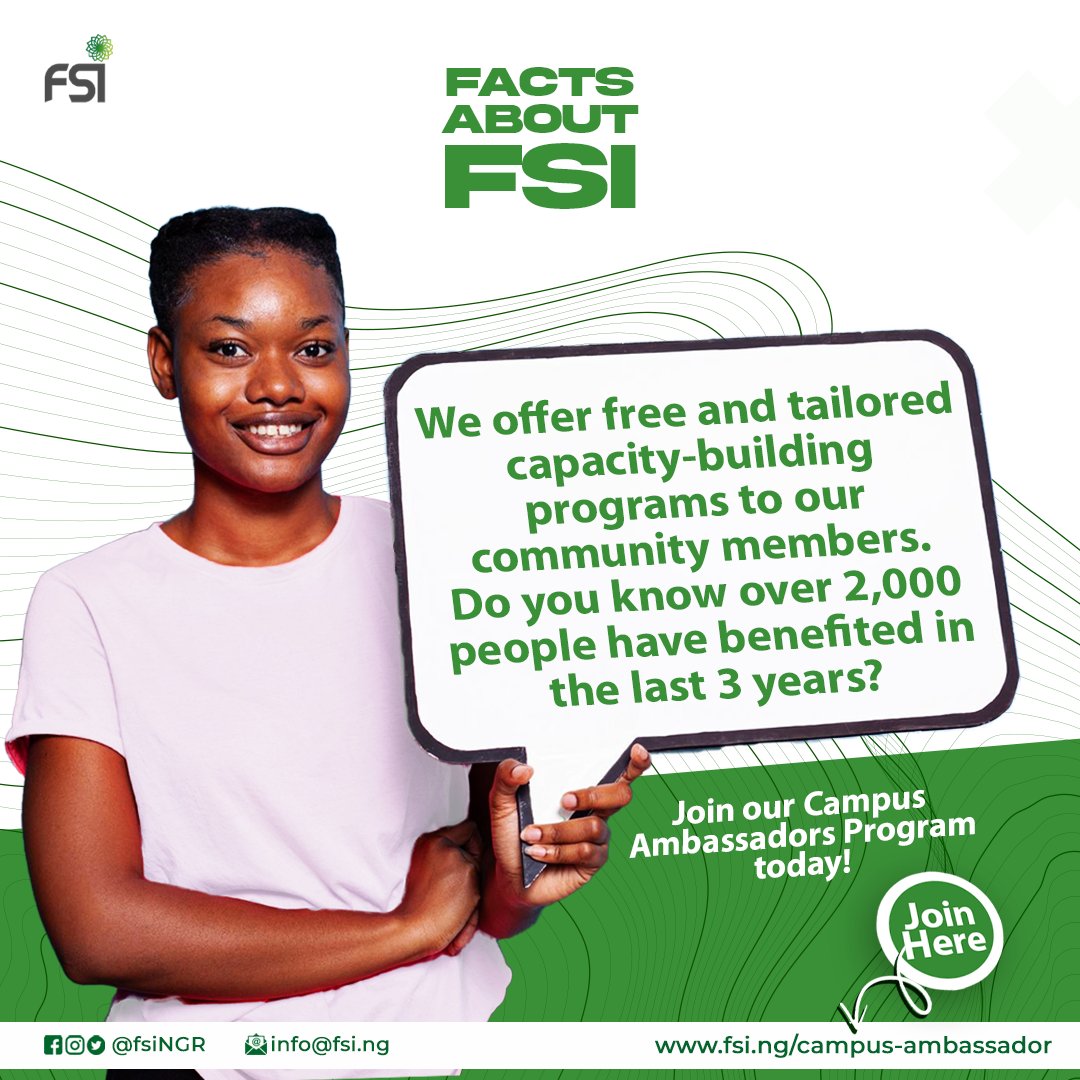 FSI
FACTS
ABOUT
FSI
We offer free and tailored
capacity-building
programs to our
community members.
Do you know over 2,000
people have benefited in
the last 3 years?
Join our Campus
Ambassadors Program
today!
Join
Here
@fsiNGR info@fsi.ng www.fsi.ng/campus-ambassador